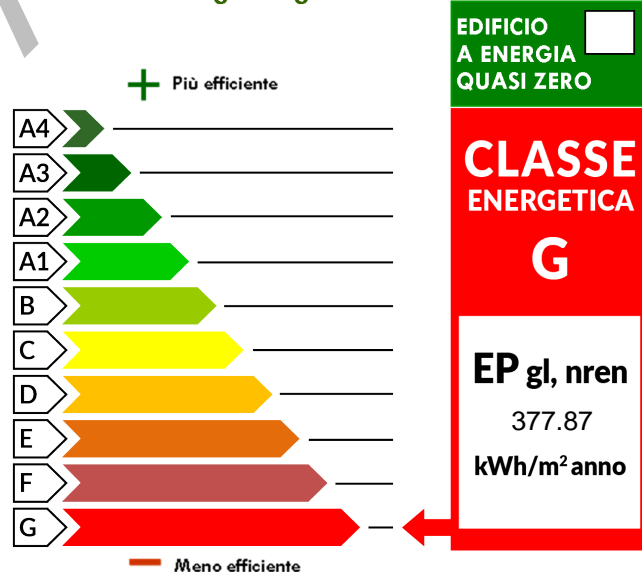 EDIFICIO
A ENERGIA
QUASI ZERO
Più efficiente
A4
A3
A2
A1
B
C
D
E
F
G
Meno efficiente
CLASSE
ENERGETICA
G
EP gl, nren
377.87
kWh/m² anno